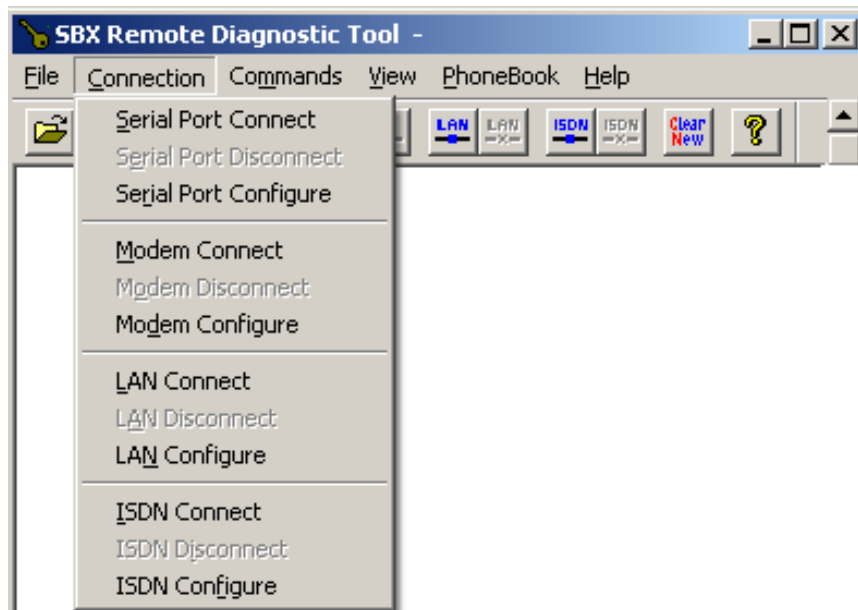 SBX Remote Diagnostic Tool -
File Connection Commands View PhoneBook Help
LAN LAN ISDN ISDN Clear New ?
Serial Port Connect
Serial Port Disconnect
Serial Port Configure
Modem Connect
Modem Disconnect
Modem Configure
LAN Connect
LAN Disconnect
LAN Configure
ISDN Connect
ISDN Disconnect
ISDN Configure